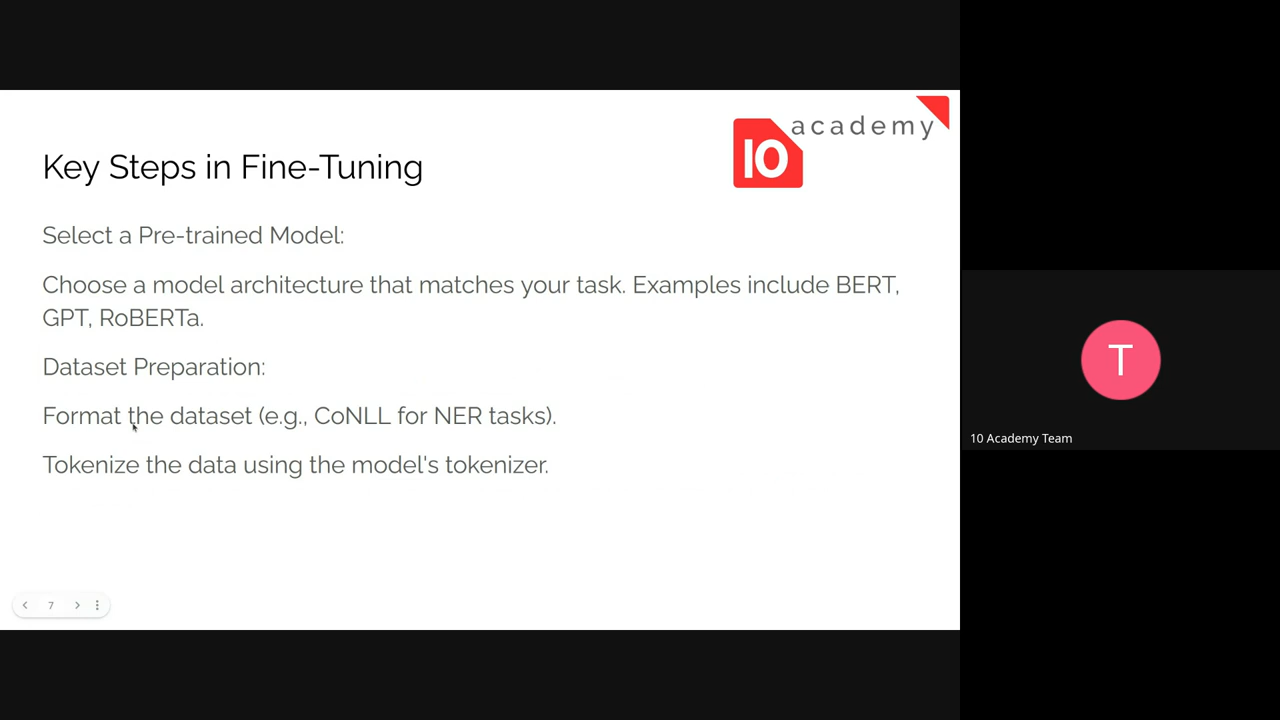 10 academy
Key Steps in Fine-Tuning
Select a Pre-trained Model:
Choose a model architecture that matches your task. Examples include BERT,
GPT, RoBERTa.
Dataset Preparation:
Format the dataset (e.g., CoNLL for NER tasks).
Tokenize the data using the model's tokenizer.
7
T
10 Academy Team